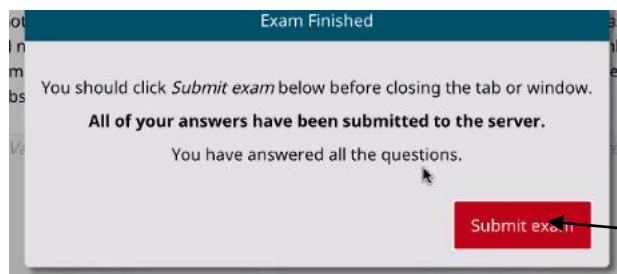 Exam Finished
You should click Submit exam below before closing the tab or window.
All of your answers have been submitted to the server.
You have answered all the questions.
Submit exam